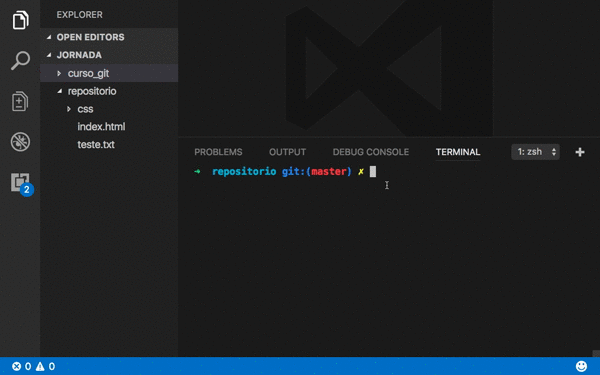 EXPLORER
OPEN EDITORS
JORNADA
curso_git
repositorio
css
index.html
teste.txt
2
PROBLEMS OUTPUT DEBUG CONSOLE TERMINAL 1: zsh
➜ repositorio git:(master) ✗
0 0